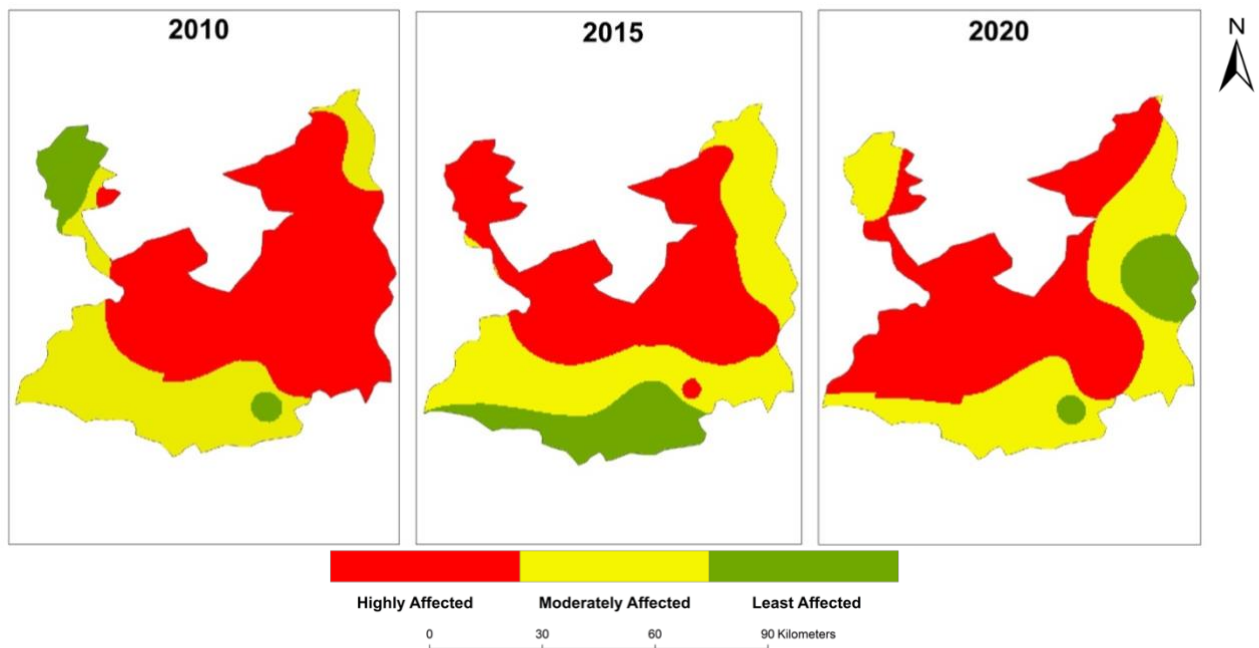 2010
2015
2020
N
Highly Affected
Moderately Affected
Least Affected
0
30
60
90 Kilometers